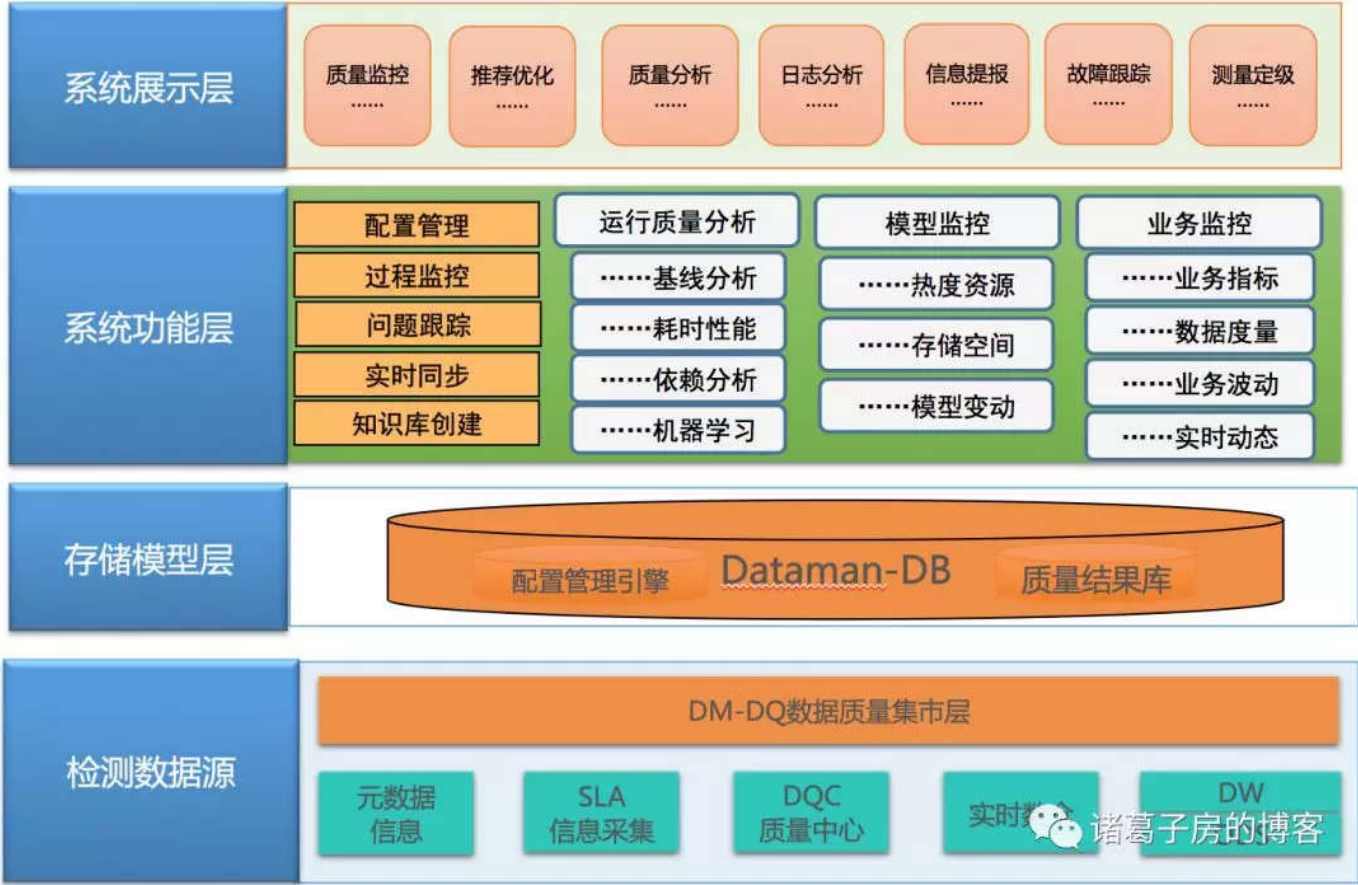 系统展示层
质量监控
......
推荐优化
......
质量分析
......
日志分析
......
信息提报
......
故障跟踪
......
测量定级
......
系统功能层
配置管理
过程监控
问题跟踪
实时同步
知识库创建
运行质量分析
······基线分析
······耗时性能
······依赖分析
······机器学习
模型监控
······热度资源
······存储空间
······模型变动
业务监控
······业务指标
······数据度量
······业务波动
······实时动态
存储模型层
配置管理引擎
Dataman-DB
质量结果库
检测数据源
DM-DQ数据质量集市层
元数据
信息
SLA
信息采集
DQC
质量中心
实时数
DW
诸葛子房的博客